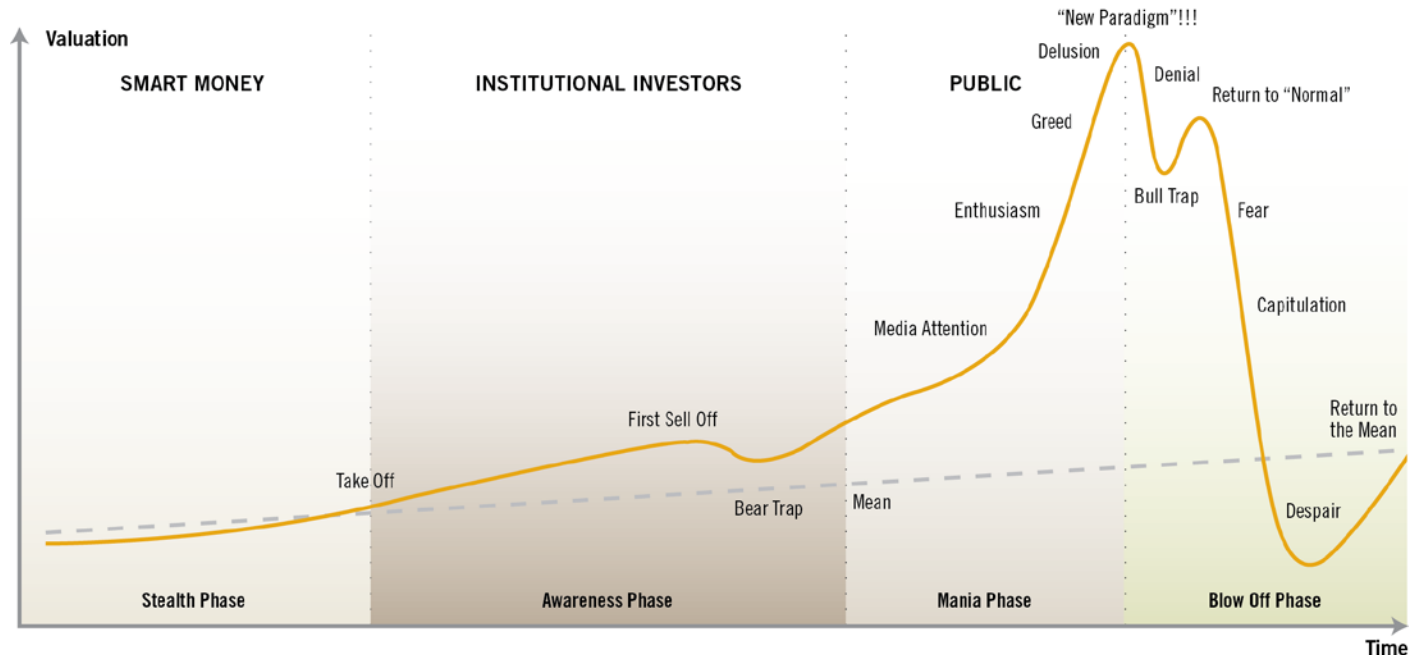 "New Paradigm"!!!
Valuation
Delusion
Denial
SMART MONEY
INSTITUTIONAL INVESTORS
PUBLIC
Return to "Normal"
Greed
Bull Trap
Enthusiasm
Fear
Capitulation
Media Attention
First Sell Off
Return to
the Mean
Take Off
Bear Trap
Mean
Despair
Stealth Phase
Awareness Phase
Mania Phase
Blow Off Phase
Time